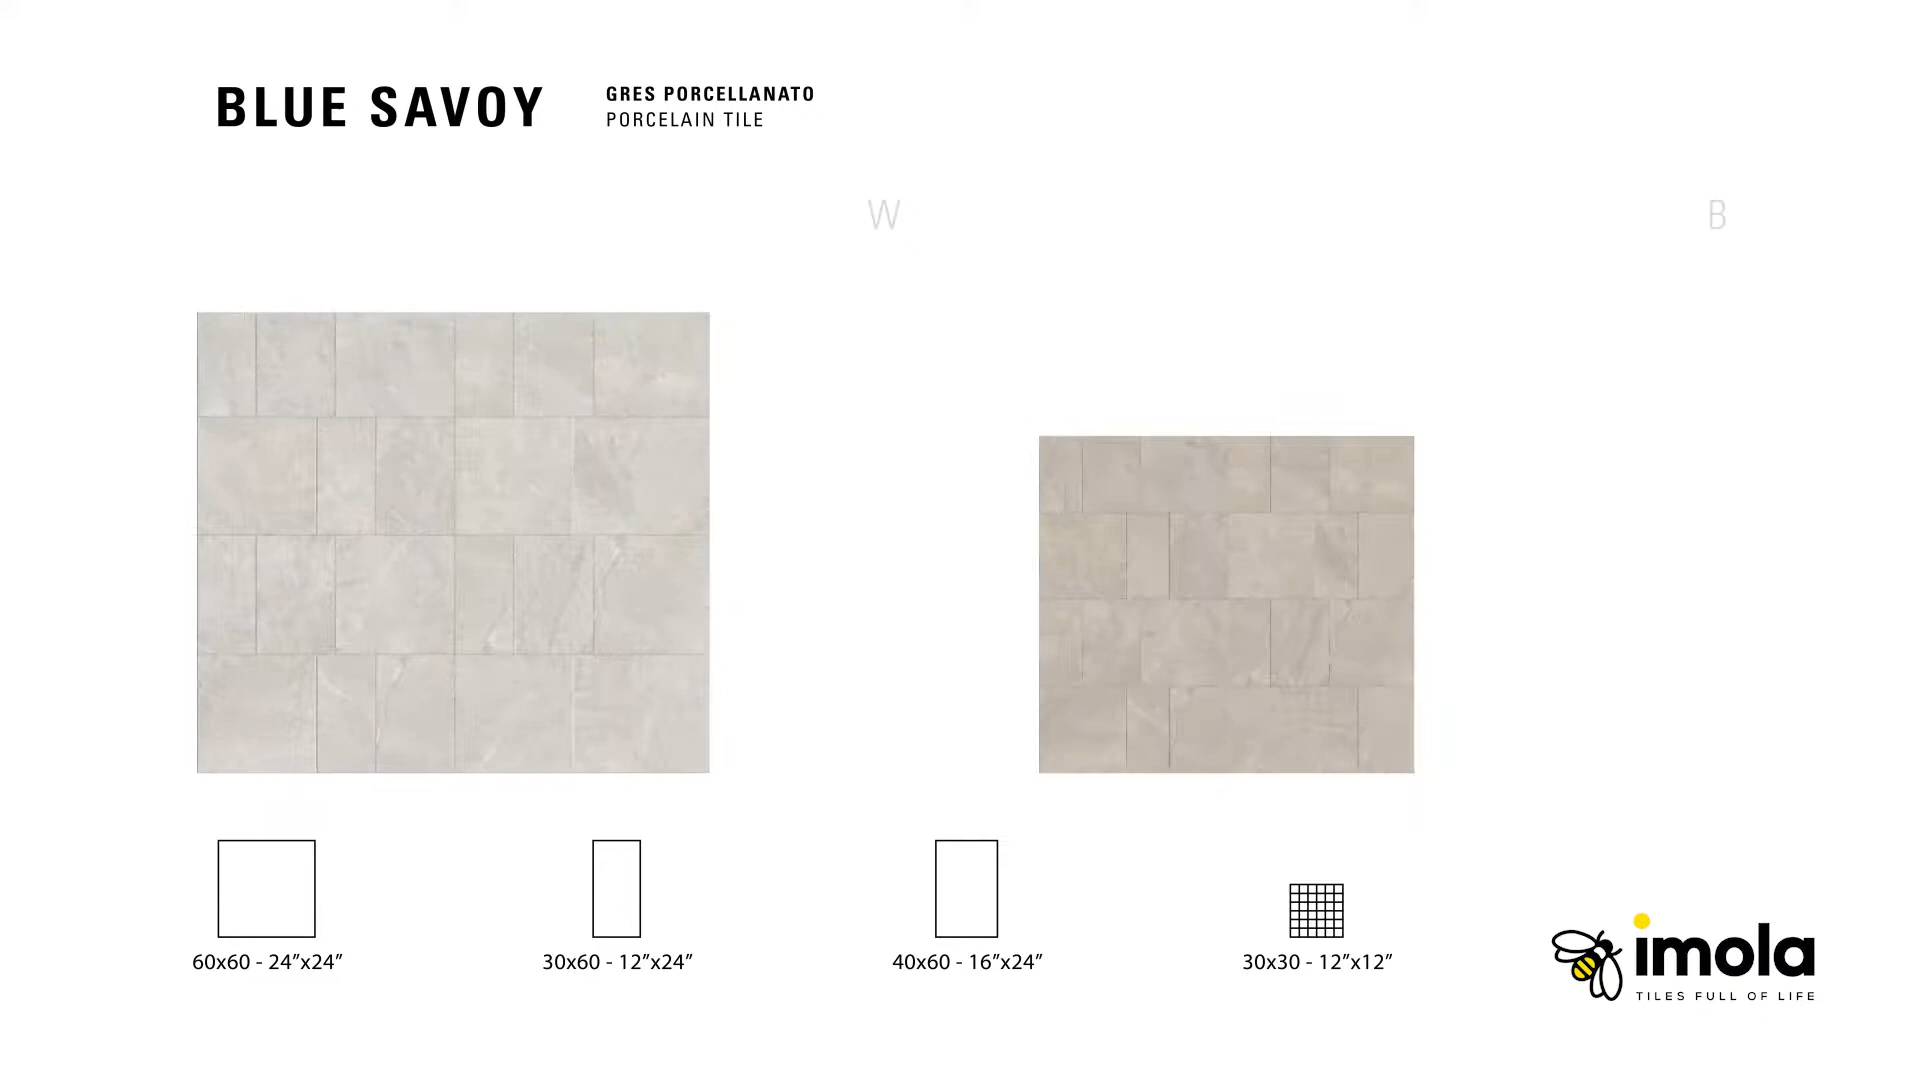 BLUE SAVOY
GRES PORCELLANATO
PORCELAIN TILE
W
B
60x60 - 24”x24”
30x60 - 12”x24”
40x60 - 16”x24”
30x30 - 12”x12”
imola
TILES FULL OF LIFE